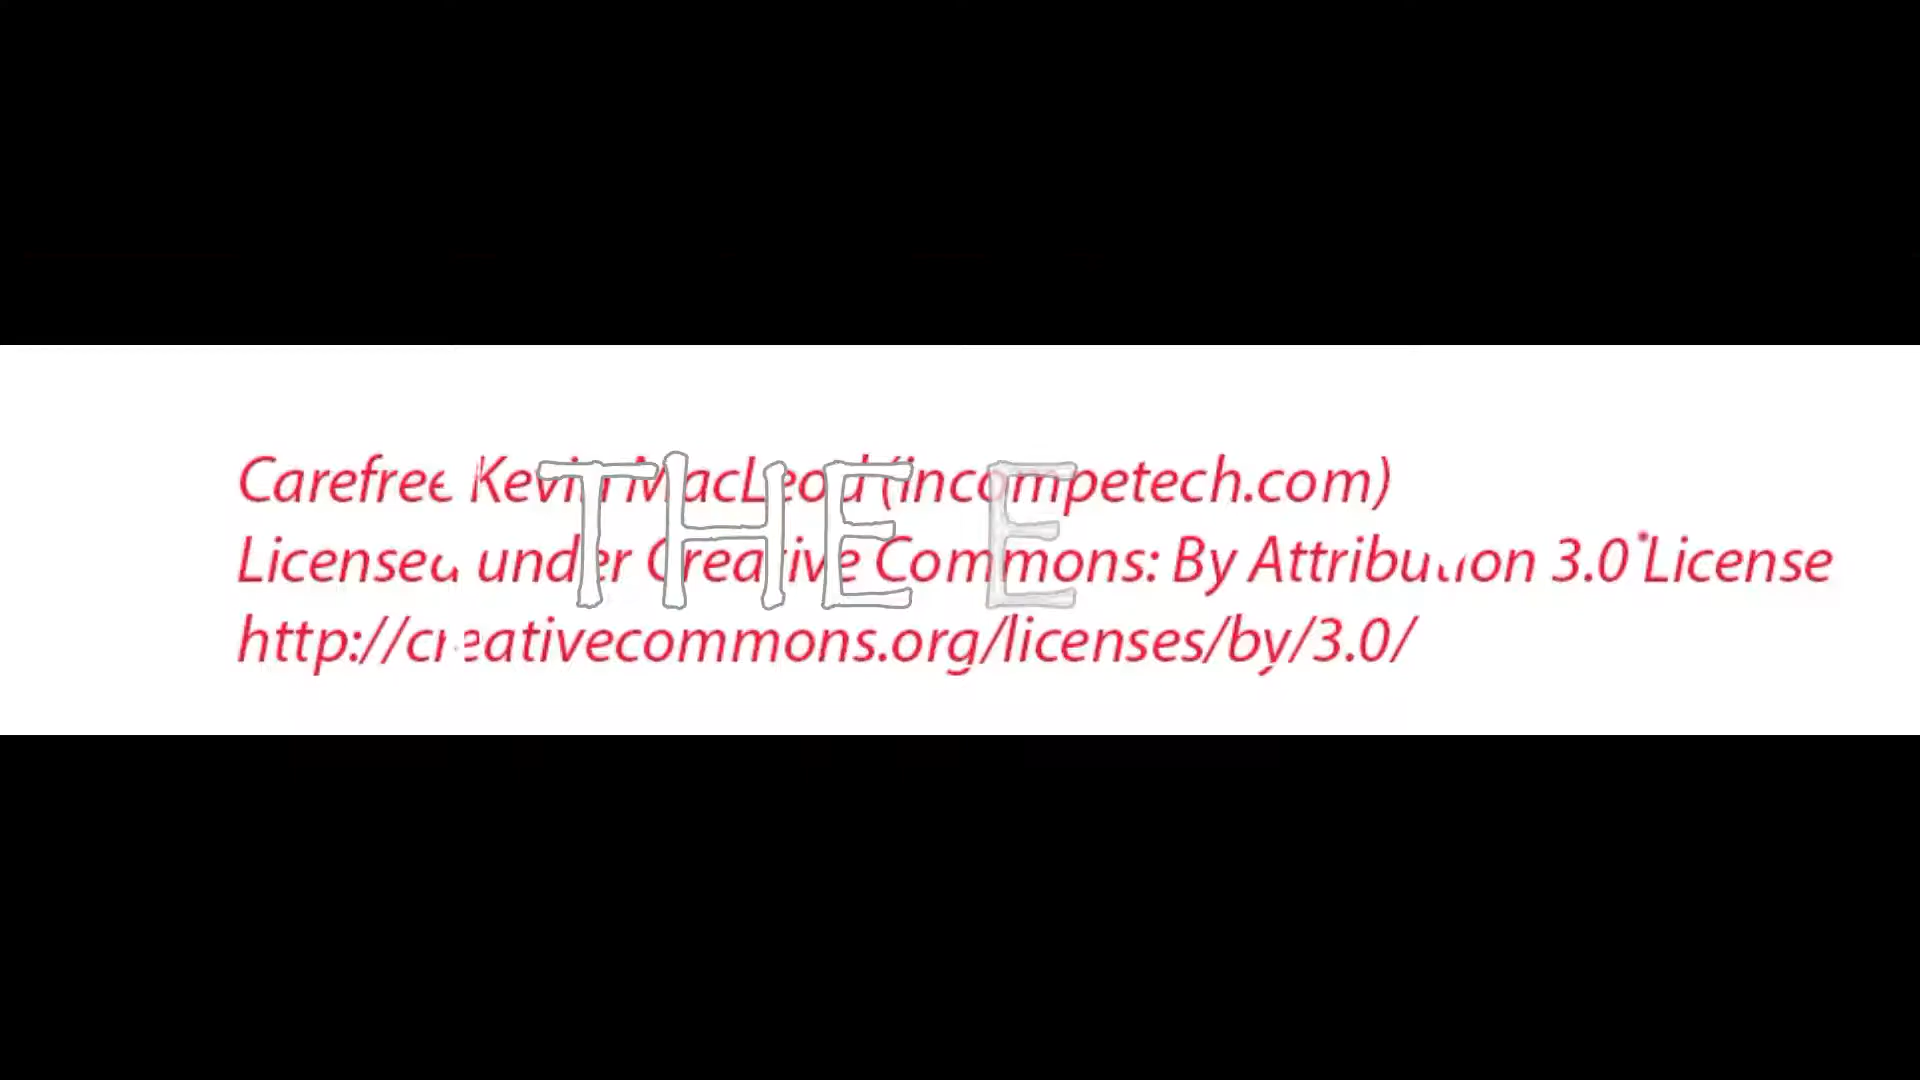 Carefree Kevin MacLeod (incompetech.com)
Licensed under Creative Commons: By Attribution 3.0 License
http://creativecommons.org/licenses/by/3.0/
THE E